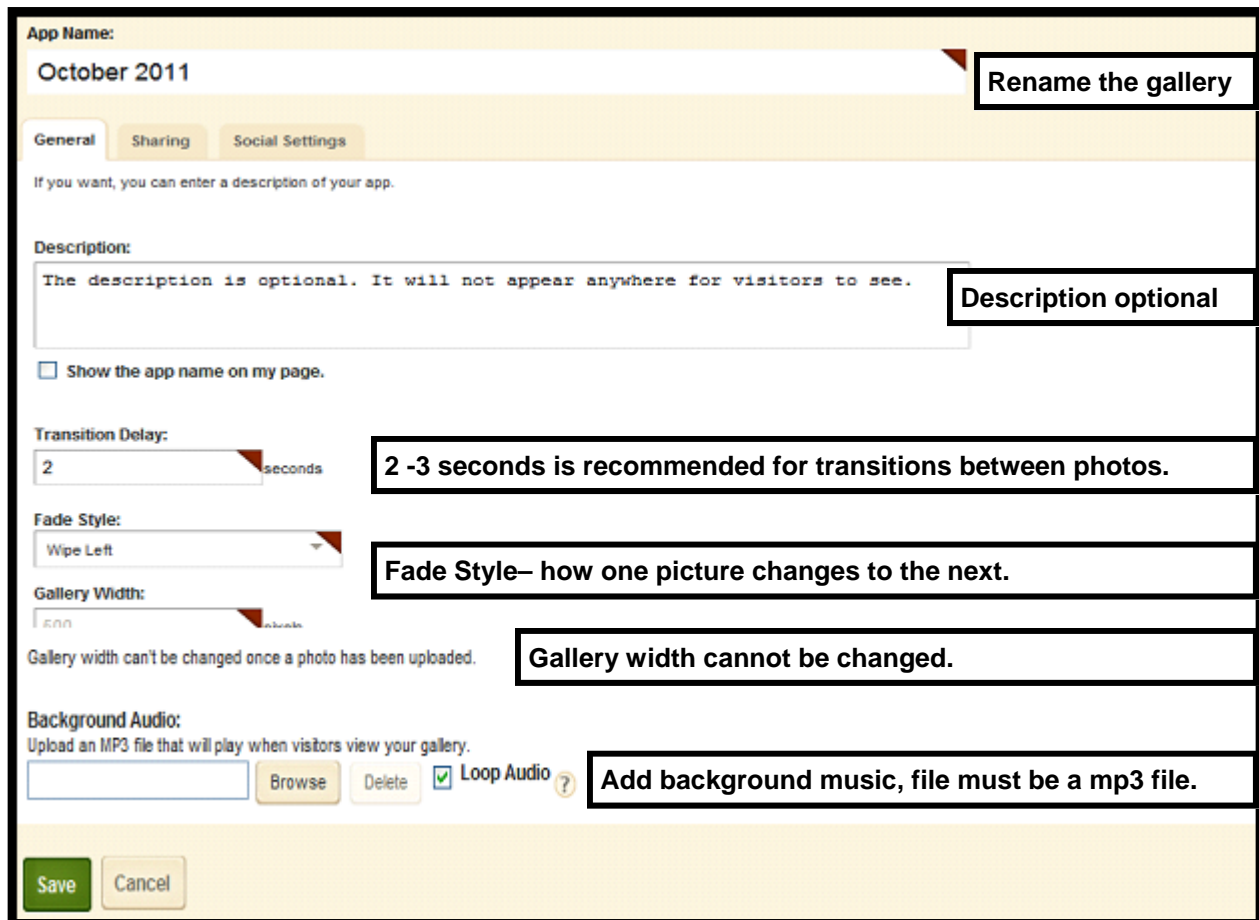 App Name:
October 2011
Rename the gallery
General Sharing Social Settings
If you want, you can enter a description of your app.
Description:
The description is optional. It will not appear anywhere for visitors to see.
Description optional
Show the app name on my page.
Transition Delay:
2 seconds
2 -3 seconds is recommended for transitions between photos.
Fade Style:
Wipe Left
Fade Style– how one picture changes to the next.
Gallery Width:
500 pixels
Gallery width can't be changed once a photo has been uploaded.
Gallery width cannot be changed.
Background Audio:
Upload an MP3 file that will play when visitors view your gallery.
Browse Delete Loop Audio ?
Add background music, file must be a mp3 file.
Save Cancel